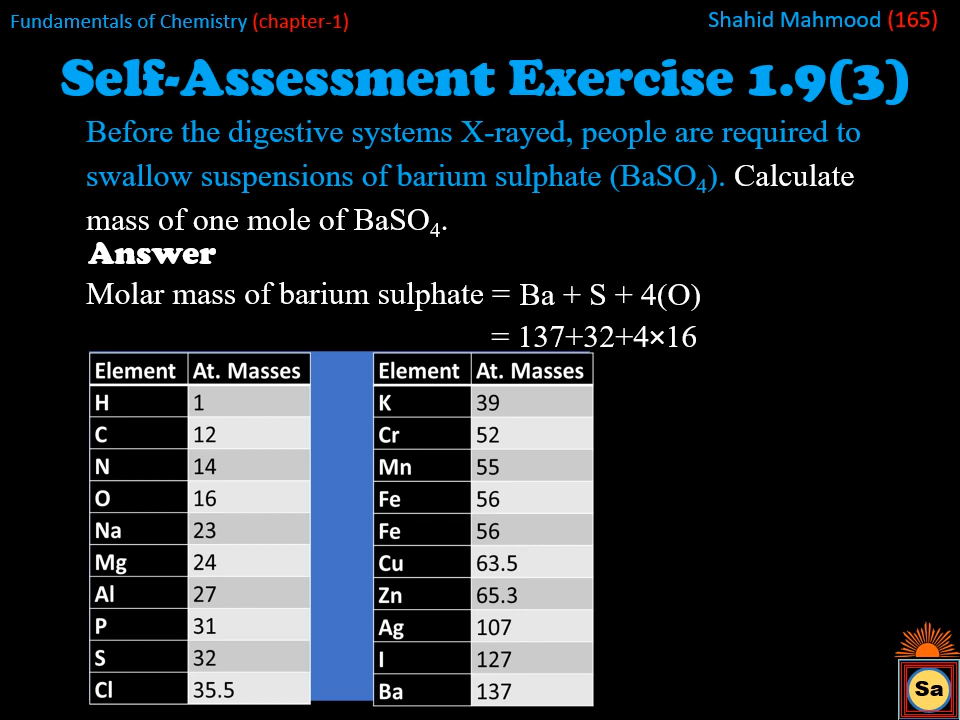 Fundamentals of Chemistry (chapter-1)
Shahid Mahmood (165)
Self-Assessment Exercise 1.9(3)
Before the digestive systems X-rayed, people are required to
swallow suspensions of barium sulphate (BaSO₄). Calculate
mass of one mole of BaSO₄.
Answer
Molar mass of barium sulphate = Ba + S + 4(O)
= 137+32+4×16
Element At. Masses
H 1
C 12
N 14
O 16
Na 23
Mg 24
Al 27
P 31
S 32
Cl 35.5
Element At. Masses
K 39
Cr 52
Mn 55
Fe 56
Fe 56
Cu 63.5
Zn 65.3
Ag 107
I 127
Ba 137
Sa